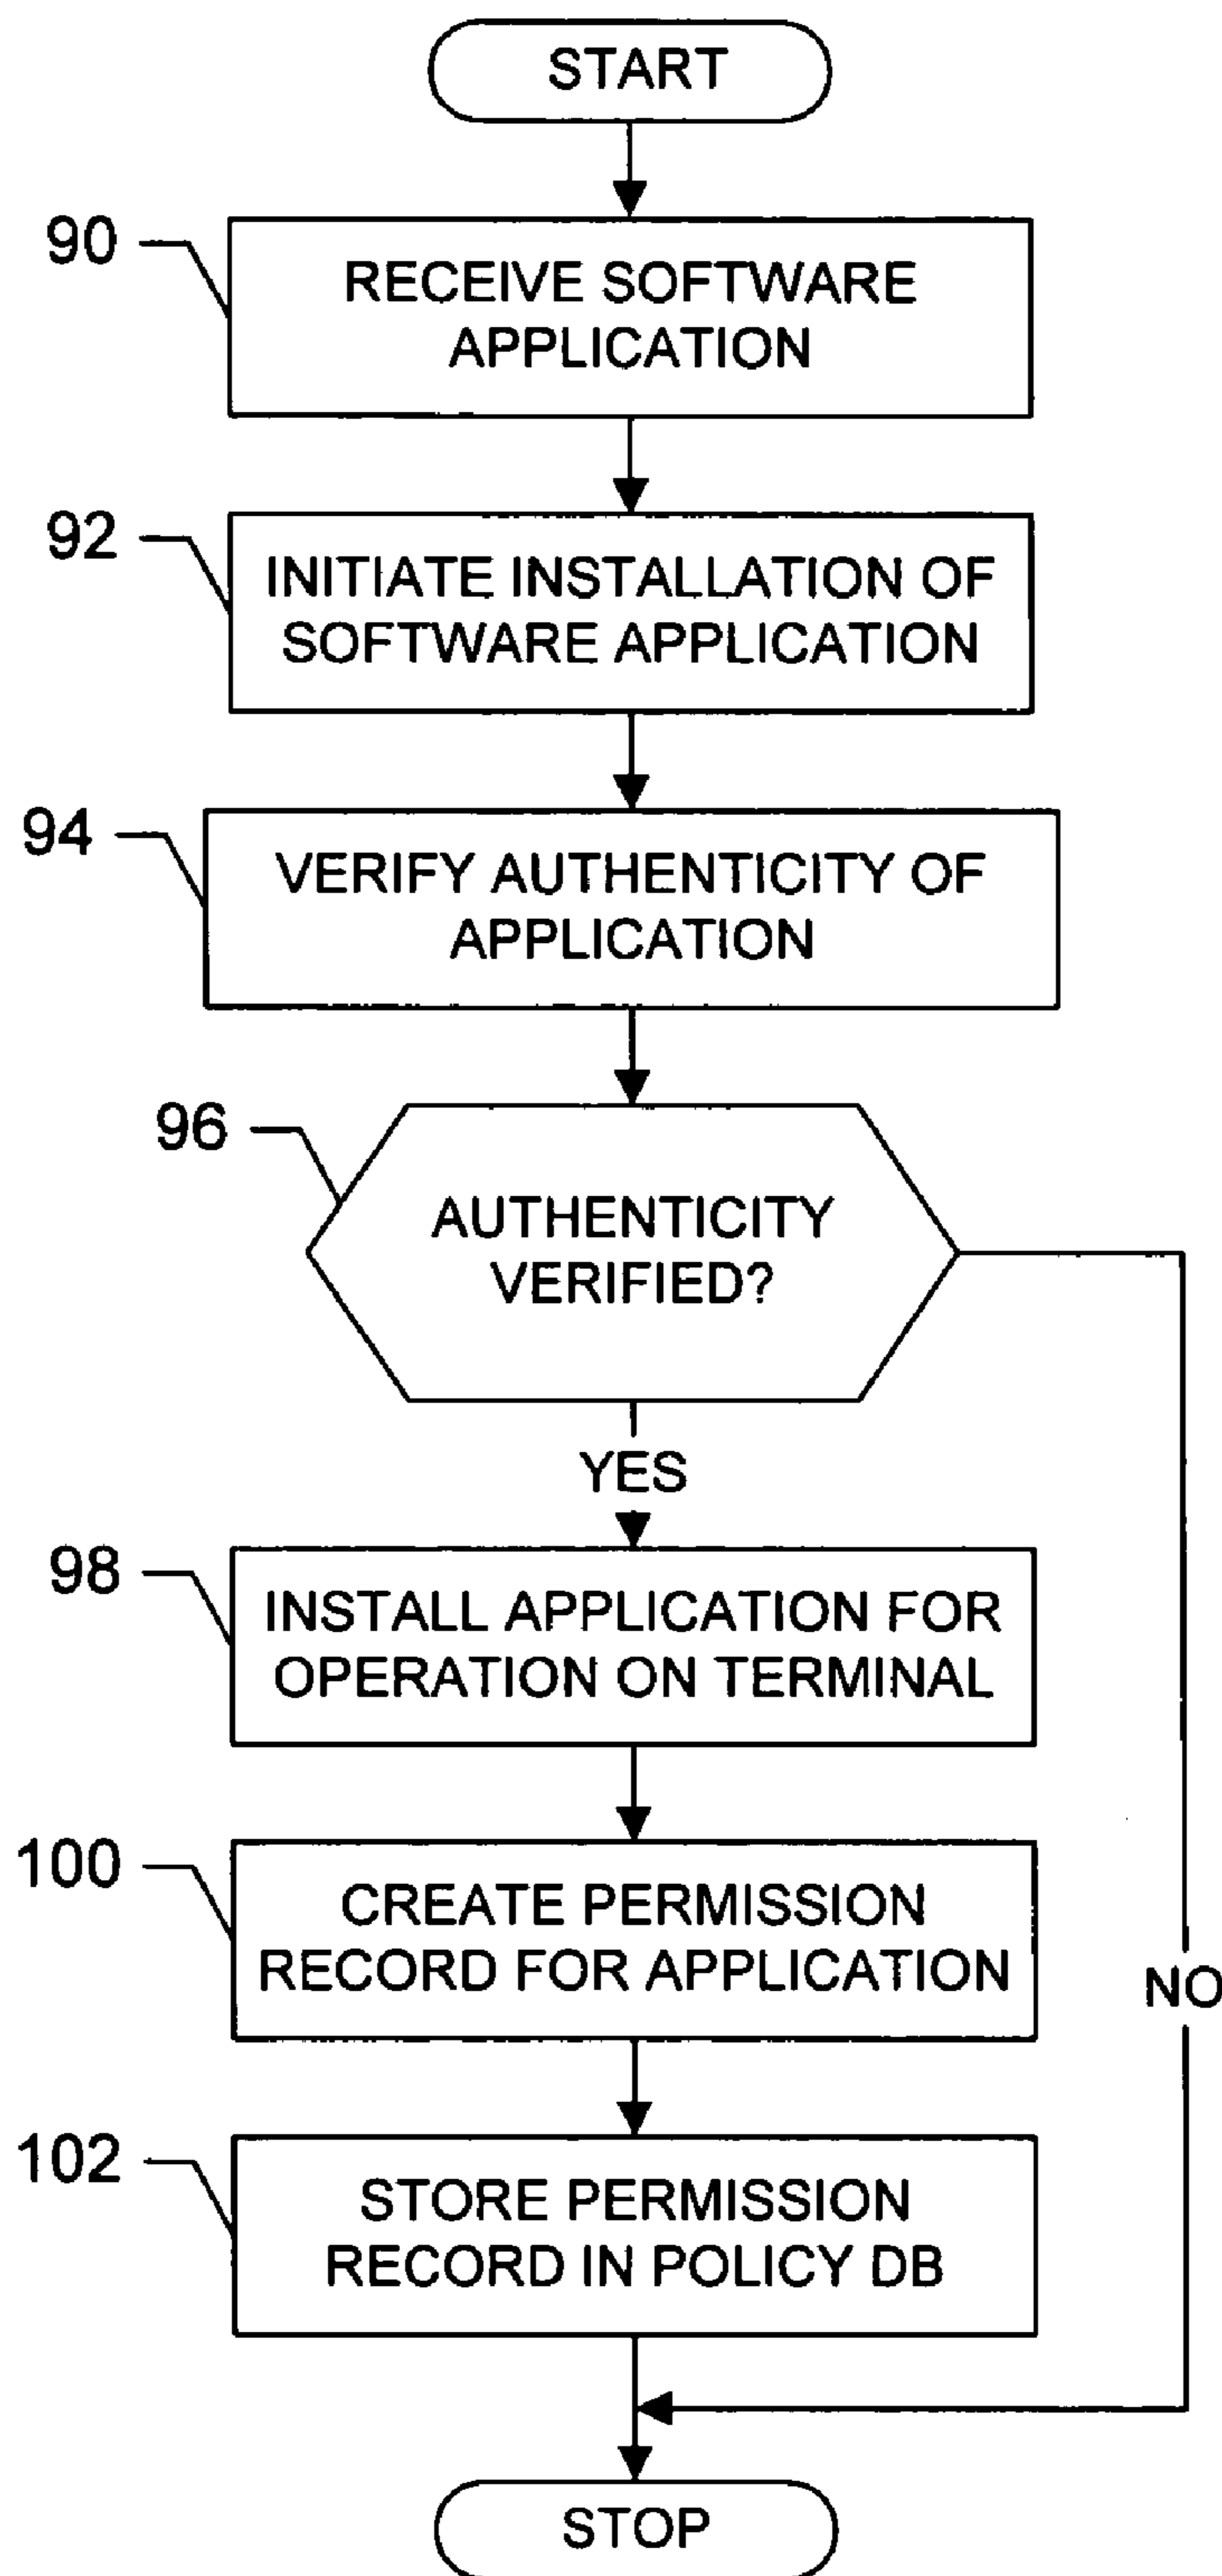 START
90
RECEIVE SOFTWARE
APPLICATION
92
INITIATE INSTALLATION OF
SOFTWARE APPLICATION
94
VERIFY AUTHENTICITY OF
APPLICATION
96
AUTHENTICITY
VERIFIED?
YES
98
INSTALL APPLICATION FOR
OPERATION ON TERMINAL
100
CREATE PERMISSION
RECORD FOR APPLICATION
NO
102
STORE PERMISSION
RECORD IN POLICY DB
STOP